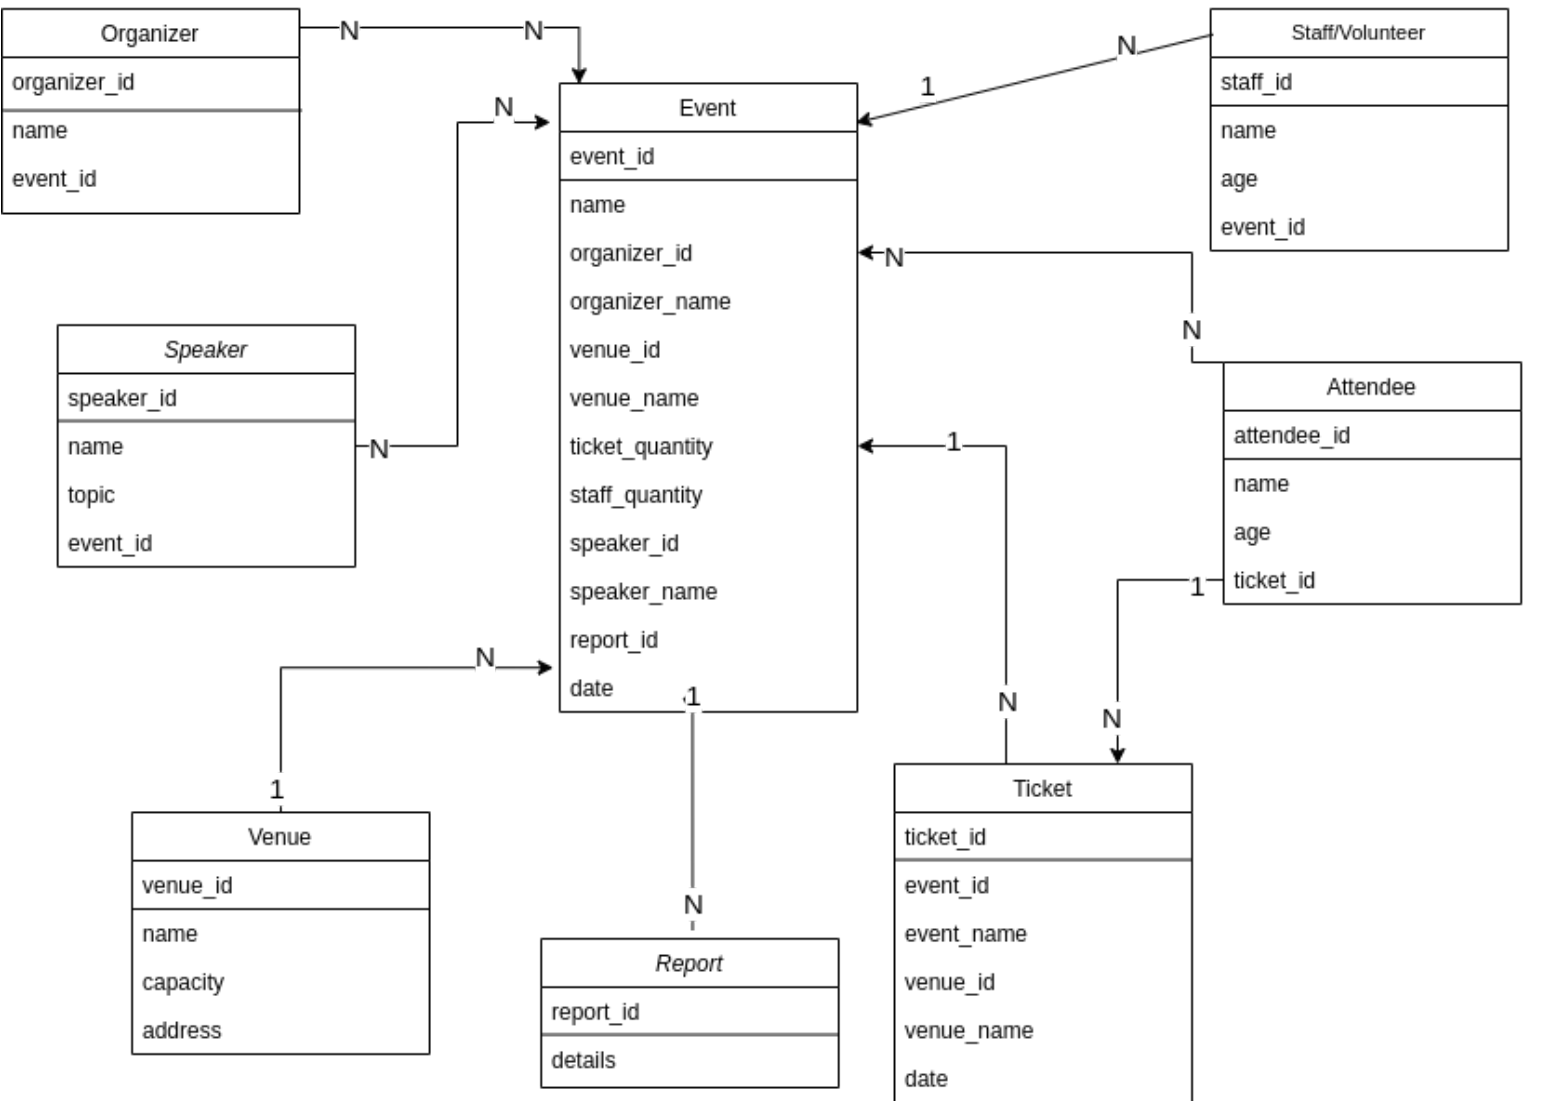 Organizer
organizer_id
name
event_id
N
N
Staff/Volunteer
staff_id
name
age
event_id
N
1
Event
event_id
name
organizer_id
organizer_name
venue_id
venue_name
ticket_quantity
staff_quantity
speaker_id
speaker_name
report_id
date
N
N
Speaker
speaker_id
name
topic
event_id
N
N
Attendee
attendee_id
name
age
ticket_id
1
N
1
N
N
1
Venue
venue_id
name
capacity
address
1
N
Report
report_id
details
Ticket
ticket_id
event_id
event_name
venue_id
venue_name
date